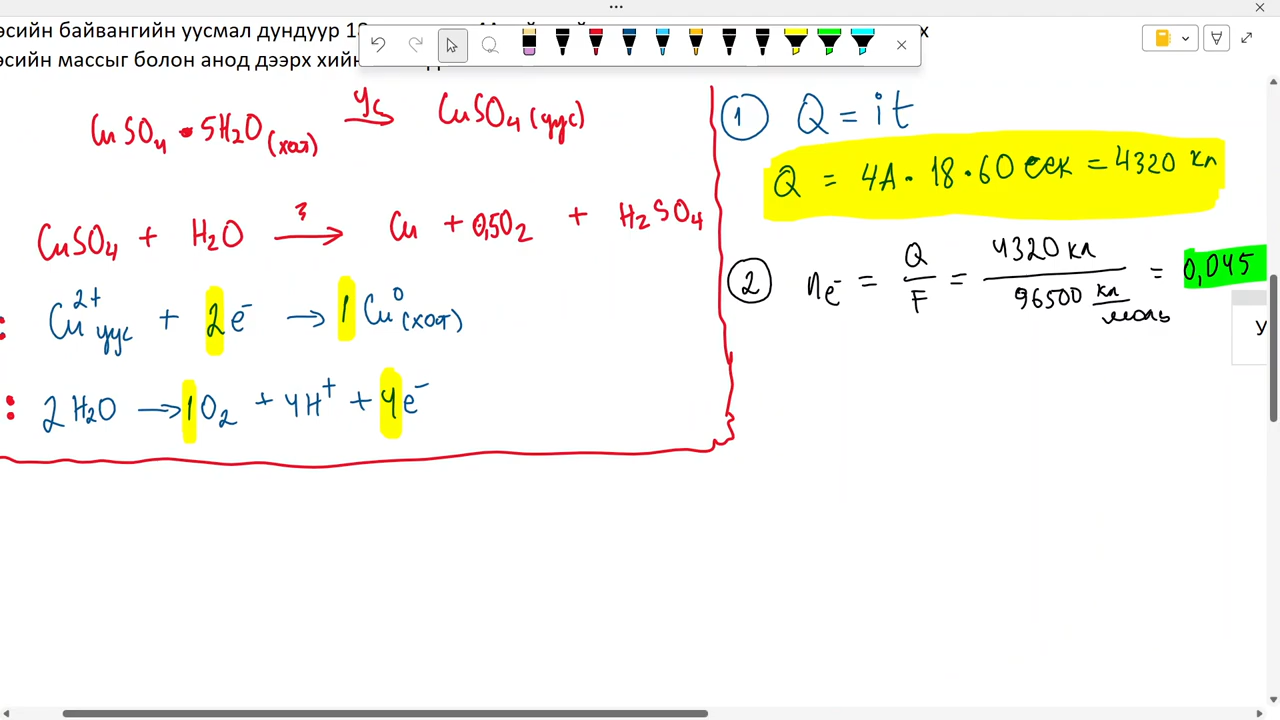 эсийн байвангийн уусмал дундуур
эсийн массыг болон анод дээрх
CuSO4 • 5H2O (хат) ус → CuSO4 (уус)
CuSO4 + H2O з → Cu + 0,5O2 + H2SO4
: Cu2+ уус + 2e- → 1 Cu0 (хат)
: 2H2O → 1O2 + 4H+ + 4e-
① Q = it
Q = 4A • 18 • 60 сек = 4320 кл
② ne- = Q/F = 4320 кл / 96500 кл/моль = 0,045
У